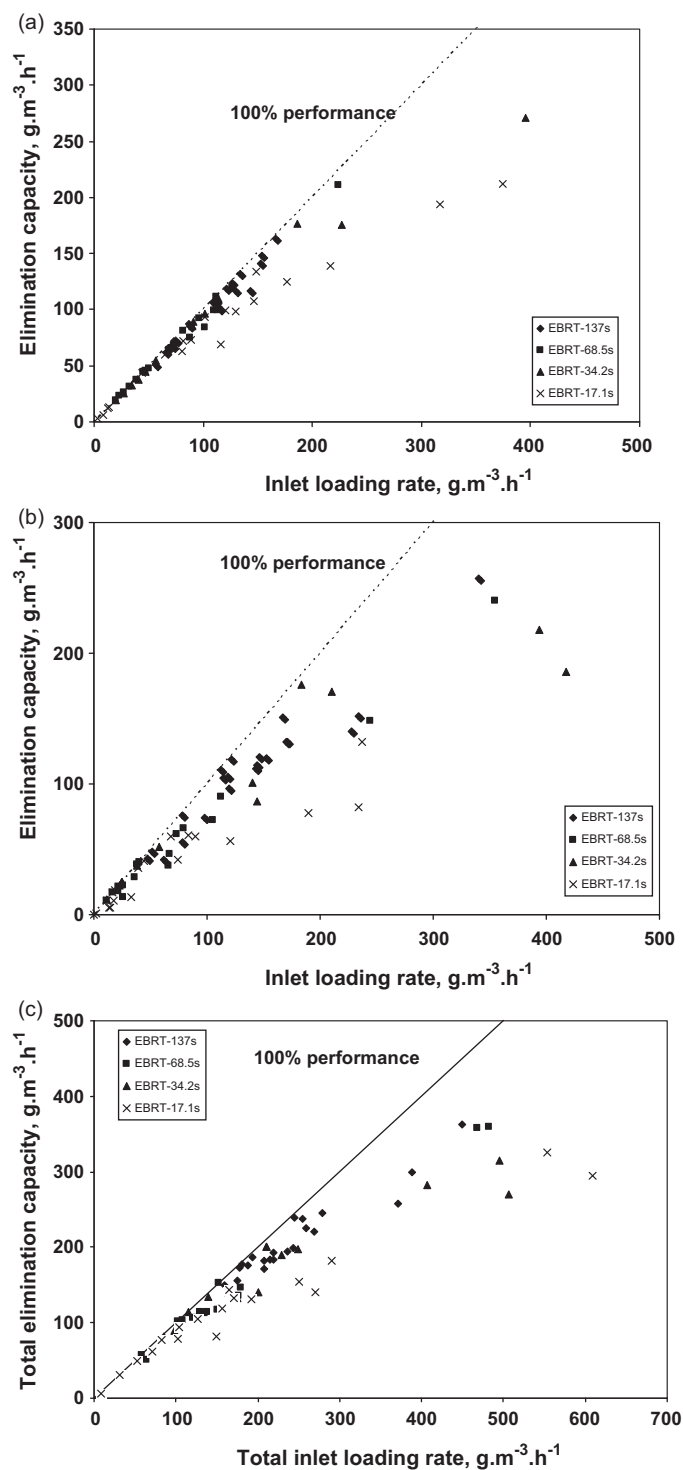 (a)
350
300
250
200
150
100
50
0
Elimination capacity, g.m⁻³.h⁻¹
100% performance
EBRT-137s
EBRT-68.5s
EBRT-34.2s
EBRT-17.1s
0 100 200 300 400 500
Inlet loading rate, g.m⁻³.h⁻¹
(b)
300
200
100
0
Elimination capacity, g.m⁻³.h⁻¹
100% performance
EBRT-137s
EBRT-68.5s
EBRT-34.2s
EBRT-17.1s
0 100 200 300 400 500
Inlet loading rate, g.m⁻³.h⁻¹
(c)
500
400
300
200
100
0
Total elimination capacity, g.m⁻³.h⁻¹
EBRT-137s
EBRT-68.5s
EBRT-34.2s
EBRT-17.1s
100% performance
0 100 200 300 400 500 600 700
Total inlet loading rate, g.m⁻³.h⁻¹